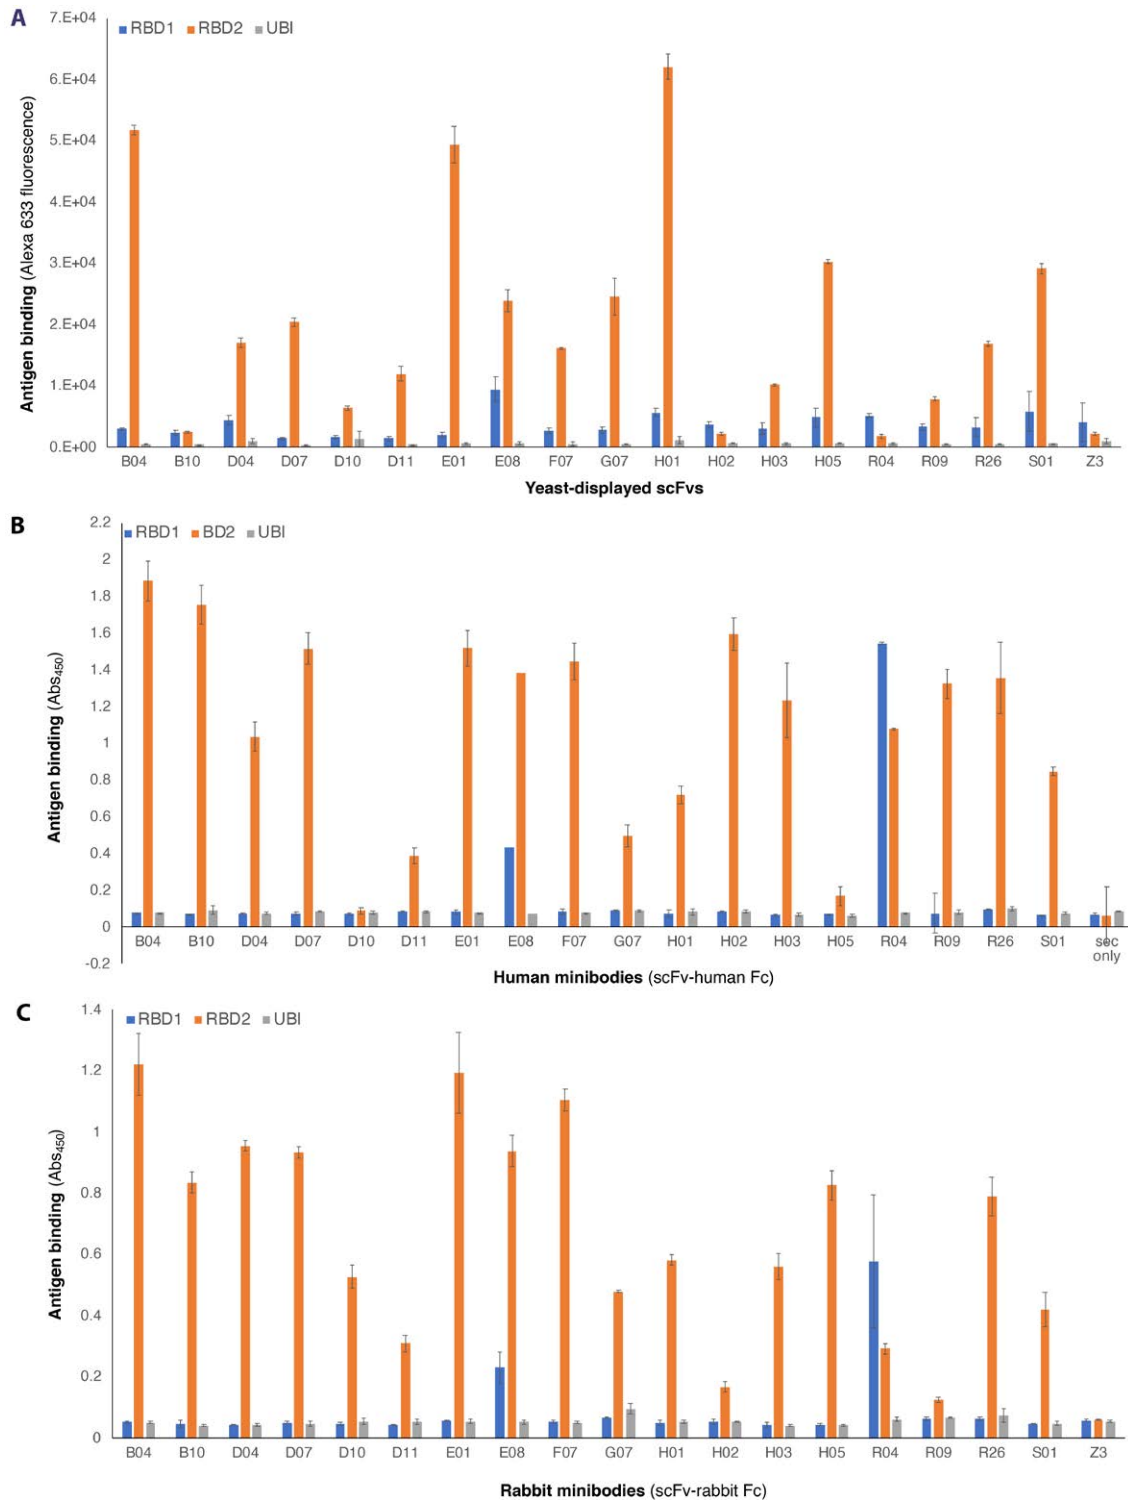 A
7.E+04
RBD1 RBD2 UBI
6.E+04
5.E+04
4.E+04
3.E+04
2.E+04
1.E+04
0.E+00
Antigen binding (Alexa 633 fluorescence)
B04 B10 D04 D07 D10 D11 E01 E08 F07 G07 H01 H02 H03 H05 R04 R09 R26 S01 Z3
Yeast-displayed scFvs
B
2.2
RBD1 BD2 UBI
2
1.8
1.6
1.4
1.2
1
0.8
0.6
0.4
0.2
0
-0.2
Antigen binding (Abs450)
B04 B10 D04 D07 D10 D11 E01 E08 F07 G07 H01 H02 H03 H05 R04 R09 R26 S01 sec
only
Human minibodies (scFv-human Fc)
C
1.4
RBD1 RBD2 UBI
1.2
1
0.8
0.6
0.4
0.2
0
Antigen binding (Abs450)
B04 B10 D04 D07 D10 D11 E01 E08 F07 G07 H01 H02 H03 H05 R04 R09 R26 S01 Z3
Rabbit minibodies (scFv-rabbit Fc)